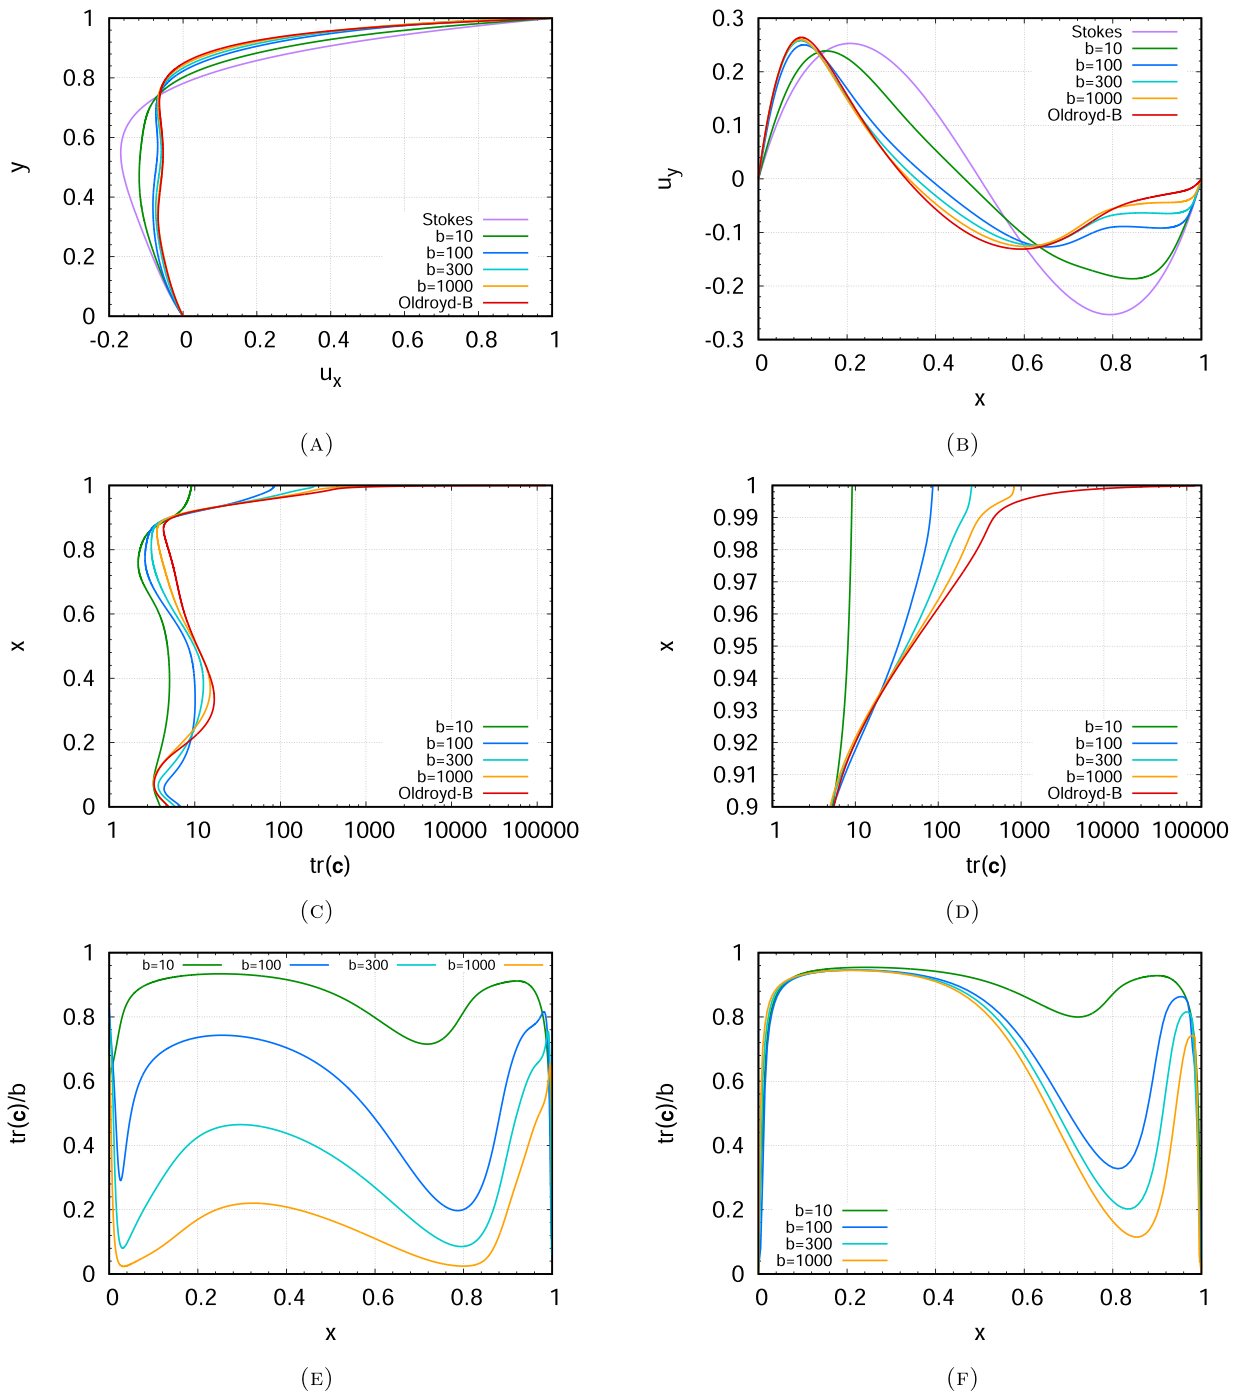 1
0.8
0.6
0.4
0.2
0
y
-0.2 0 0.2 0.4 0.6 0.8 1
u_x
Stokes
b=10
b=100
b=300
b=1000
Oldroyd-B
(A)
0.3
0.2
0.1
0
-0.1
-0.2
-0.3
u_y
0 0.2 0.4 0.6 0.8 1
x
Stokes
b=10
b=100
b=300
b=1000
Oldroyd-B
(B)
1
0.8
0.6
0.4
0.2
0
x
1 10 100 1000 10000 100000
tr(c)
b=10
b=100
b=300
b=1000
Oldroyd-B
(C)
1
0.99
0.98
0.97
0.96
0.95
0.94
0.93
0.92
0.91
0.9
x
1 10 100 1000 10000 100000
tr(c)
b=10
b=100
b=300
b=1000
Oldroyd-B
(D)
1
0.8
0.6
0.4
0.2
0
tr(c)/b
0 0.2 0.4 0.6 0.8 1
x
b=10 b=100 b=300 b=1000
(E)
1
0.8
0.6
0.4
0.2
0
tr(c)/b
0 0.2 0.4 0.6 0.8 1
x
b=10
b=100
b=300
b=1000
(F)